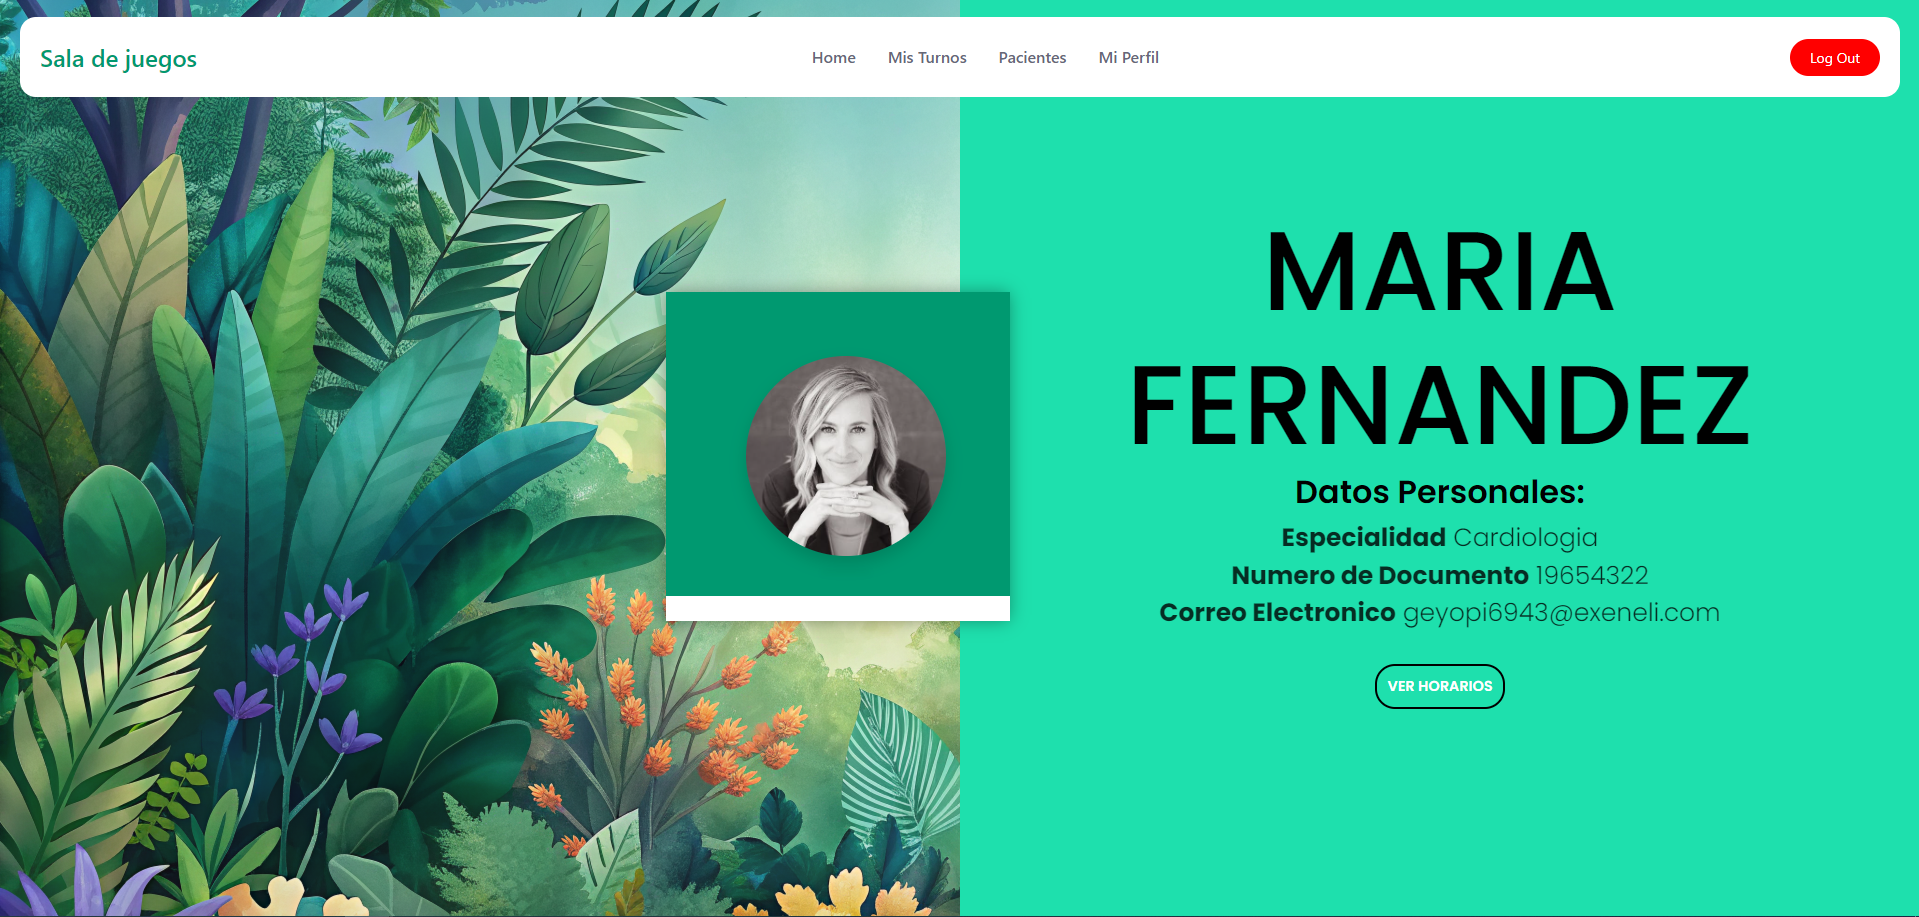 Sala de juegos
Home
Mis Turnos
Pacientes
Mi Perfil
Log Out
MARIA
FERNANDEZ
Datos Personales:
Especialidad Cardiologia
Numero de Documento 19654322
Correo Electronico geyopi6943@exeneli.com
VER HORARIOS